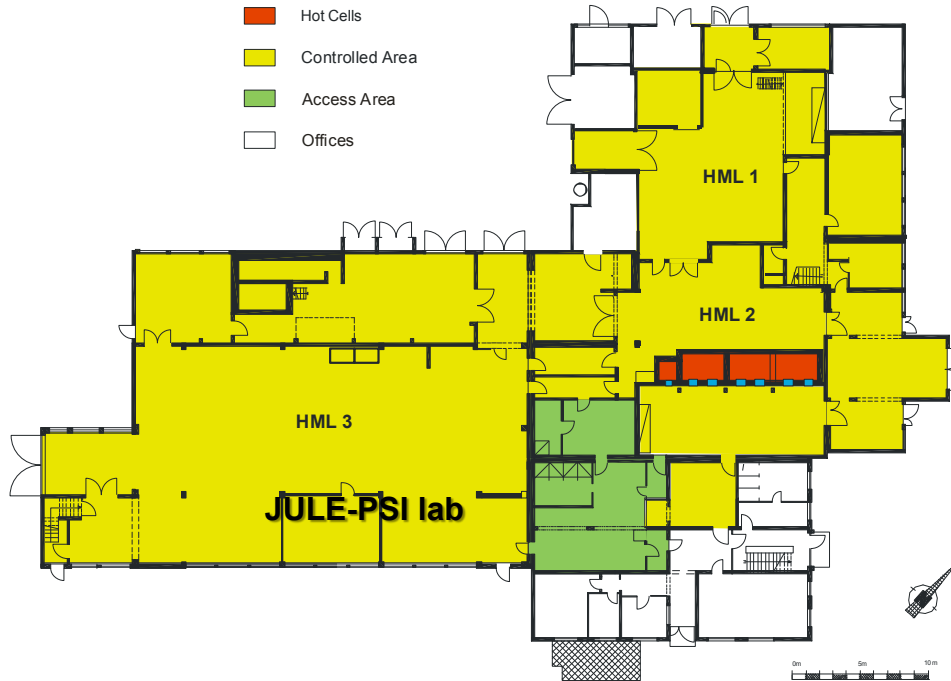 Hot Cells
Controlled Area
Access Area
Offices
HML 1
HML 2
HML 3
JULE-PSI lab
0m 5m 10m